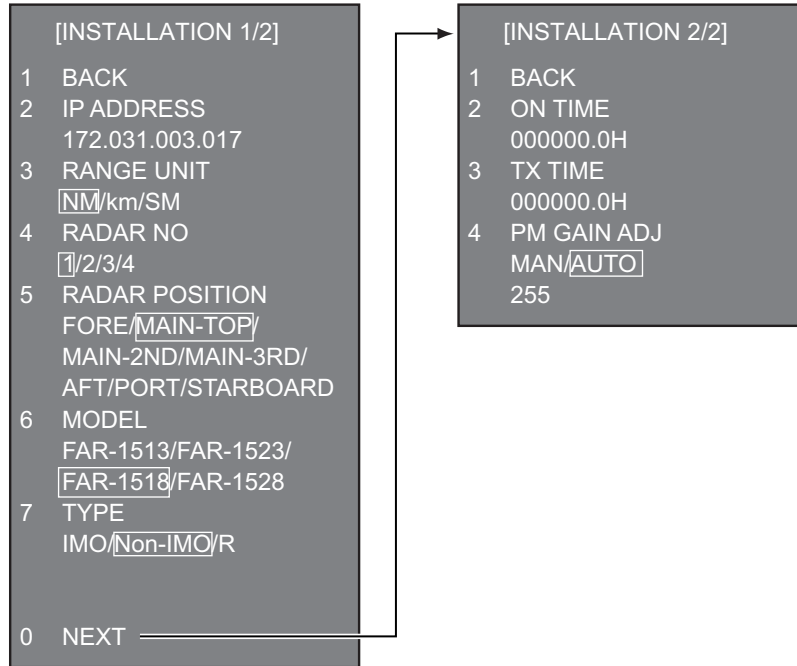 [INSTALLATION 1/2]
1 BACK
2 IP ADDRESS
172.031.003.017
3 RANGE UNIT
NM/km/SM
4 RADAR NO
1/2/3/4
5 RADAR POSITION
FORE/MAIN-TOP/
MAIN-2ND/MAIN-3RD/
AFT/PORT/STARBOARD
6 MODEL
FAR-1513/FAR-1523/
FAR-1518/FAR-1528
7 TYPE
IMO/Non-IMO/R
0 NEXT
[INSTALLATION 2/2]
1 BACK
2 ON TIME
000000.0H
3 TX TIME
000000.0H
4 PM GAIN ADJ
MAN/AUTO
255